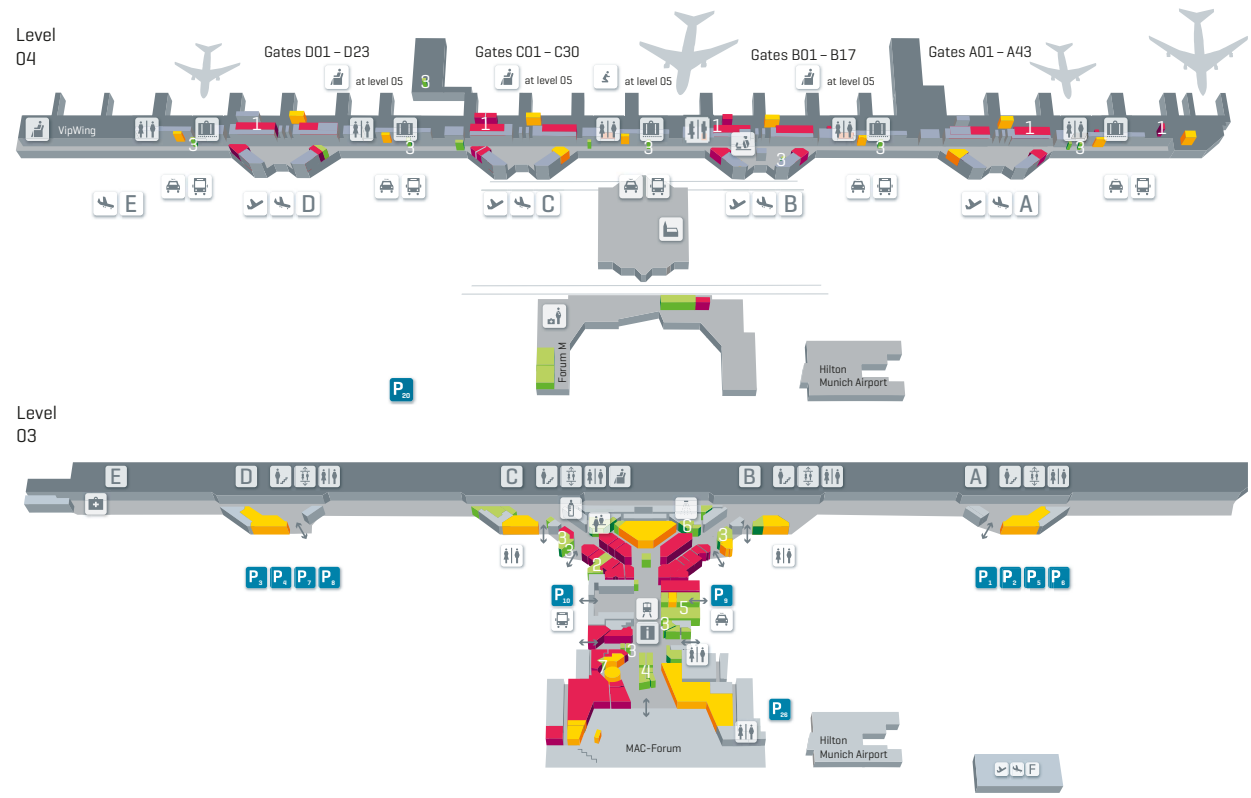 Level
04
Gates D01 – D23
Gates C01 – C30
Gates B01 – B17
Gates A01 – A43
at level 05
at level 05
at level 05
at level 05
3
VipWing
1
1
1
1
1
3
3
3
3
3
3
E
D
C
B
A
Forum M
Hilton
Munich Airport
P20
Level
03
E
D
C
B
A
6
3
3
3
2
P3
P4
P7
P8
P1
P2
P5
P6
P10
P9
5
3
i
3
7
4
P26
MAC-Forum
Hilton
Munich Airport
F